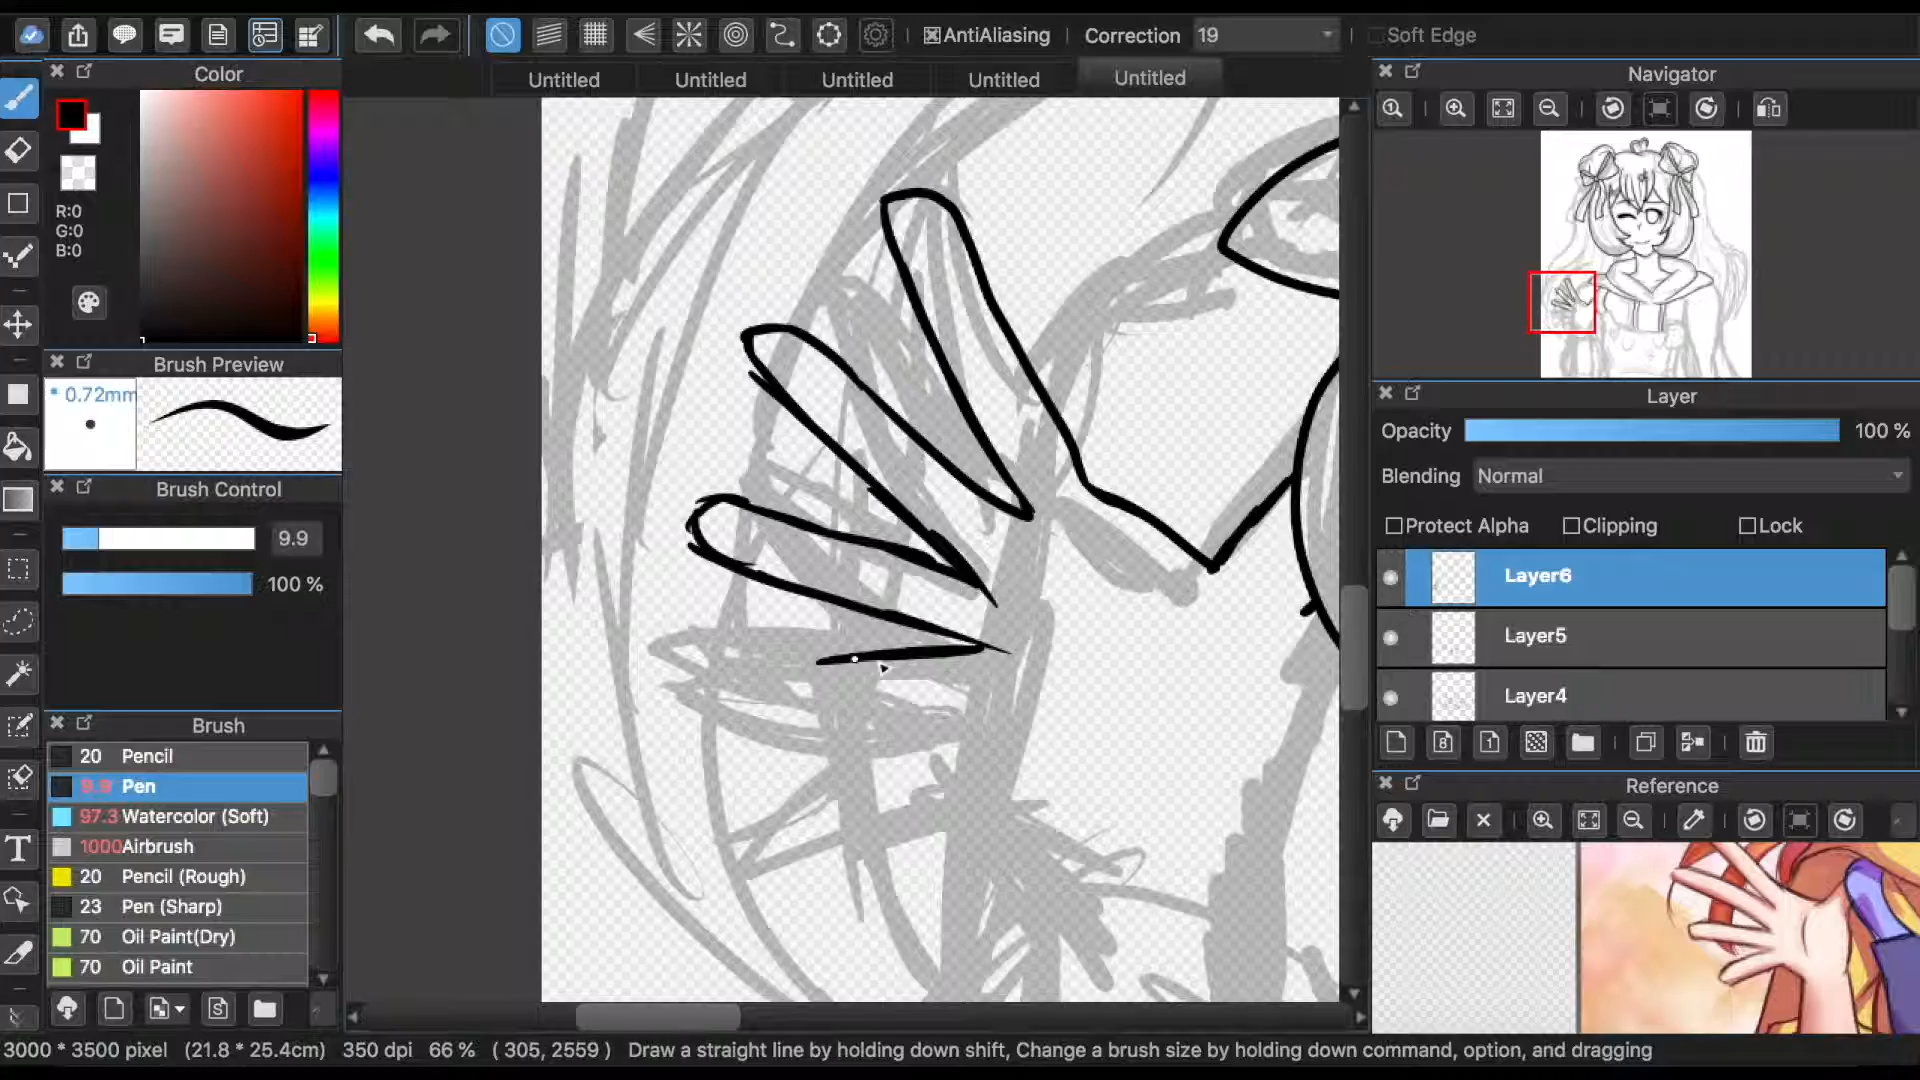 AntiAliasing
Correction
19
Soft Edge
Color
Untitled
Untitled
Untitled
Untitled
Untitled
Navigator
R:0
G:0
B:0
Brush Preview
* 0.72mm
Layer
Opacity
100 %
Blending
Normal
Brush Control
9.9
100 %
Protect Alpha
Clipping
Lock
Layer6
Layer5
Layer4
Brush
20 Pencil
9.9 Pen
97.3 Watercolor (Soft)
1000 Airbrush
20 Pencil (Rough)
23 Pen (Sharp)
70 Oil Paint(Dry)
70 Oil Paint
Reference
3000 * 3500 pixel (21.8 * 25.4cm) 350 dpi 66 % ( 305, 2559 ) Draw a straight line by holding down shift, Change a brush size by holding down command, option, and dragging